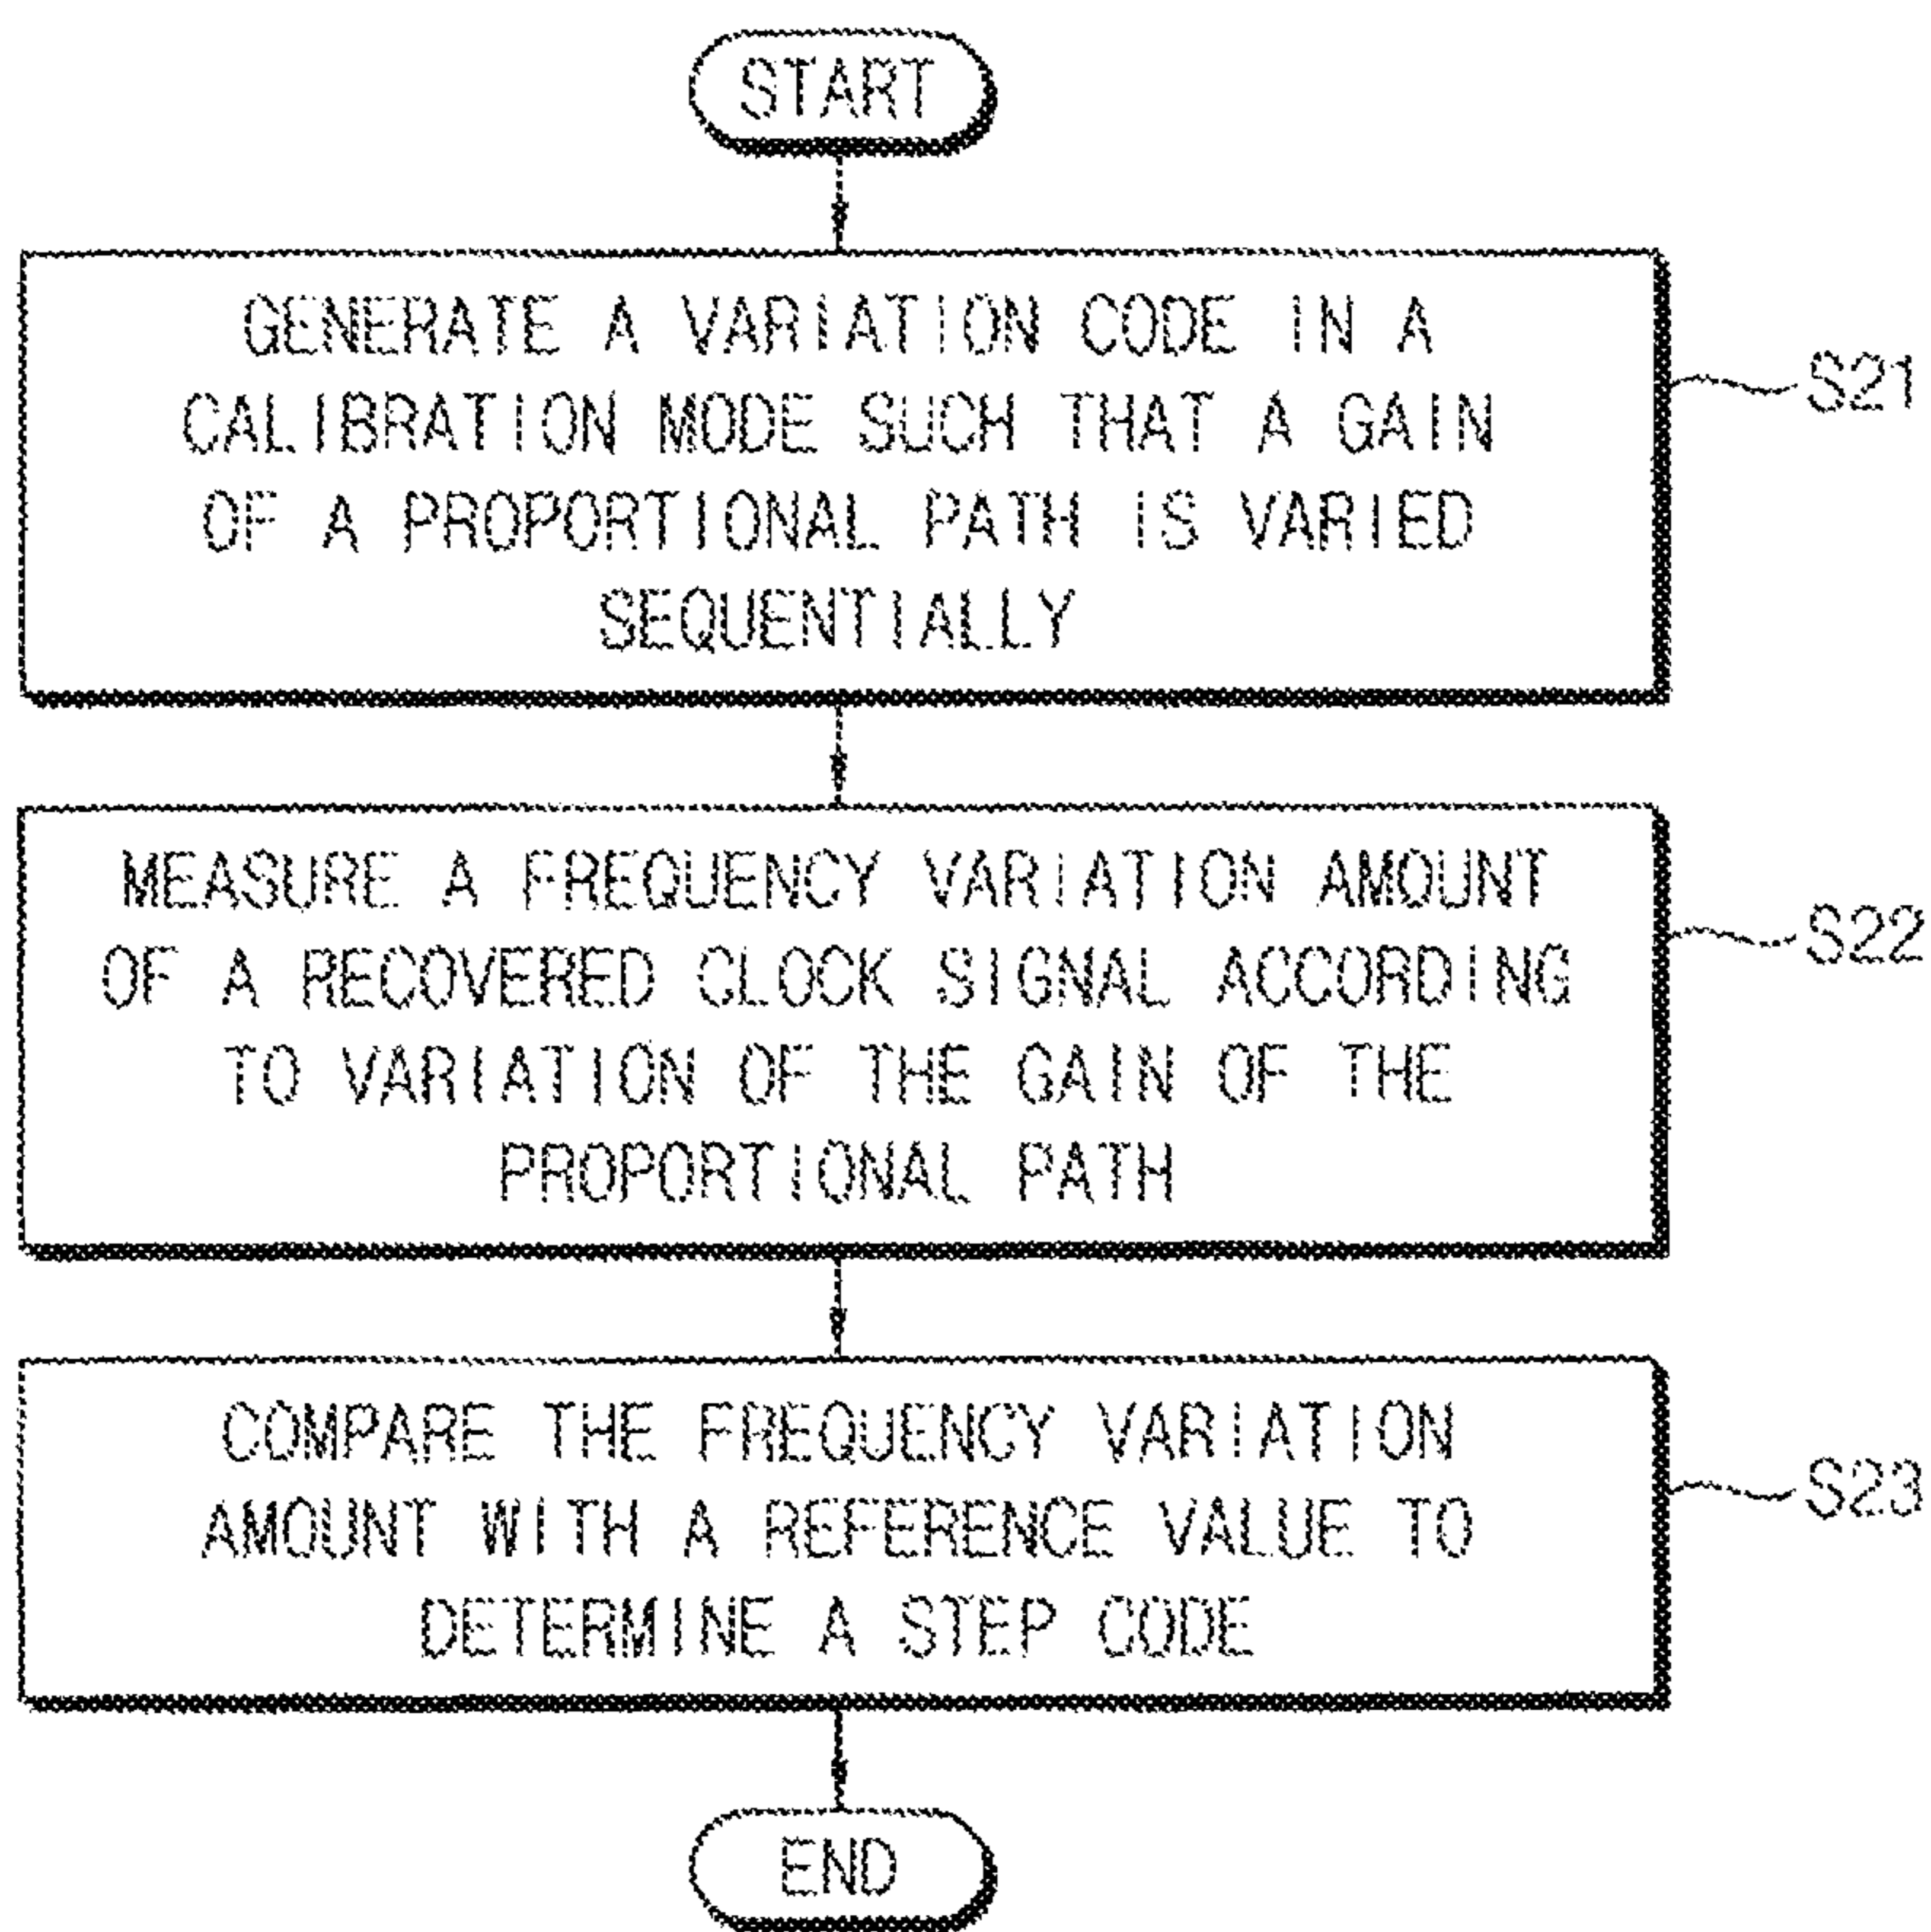 START
GENERATE A VARIATION CODE IN A
CALIBRATION MODE SUCH THAT A GAIN
OF A PROPORTIONAL PATH IS VARIED
SEQUENTIALLY
S21
MEASURE A FREQUENCY VARIATION AMOUNT
OF A RECOVERED CLOCK SIGNAL ACCORDING
TO VARIATION OF THE GAIN OF THE
PROPORTIONAL PATH
S22
COMPARE THE FREQUENCY VARIATION
AMOUNT WITH A REFERENCE VALUE TO
DETERMINE A STEP CODE
S23
END